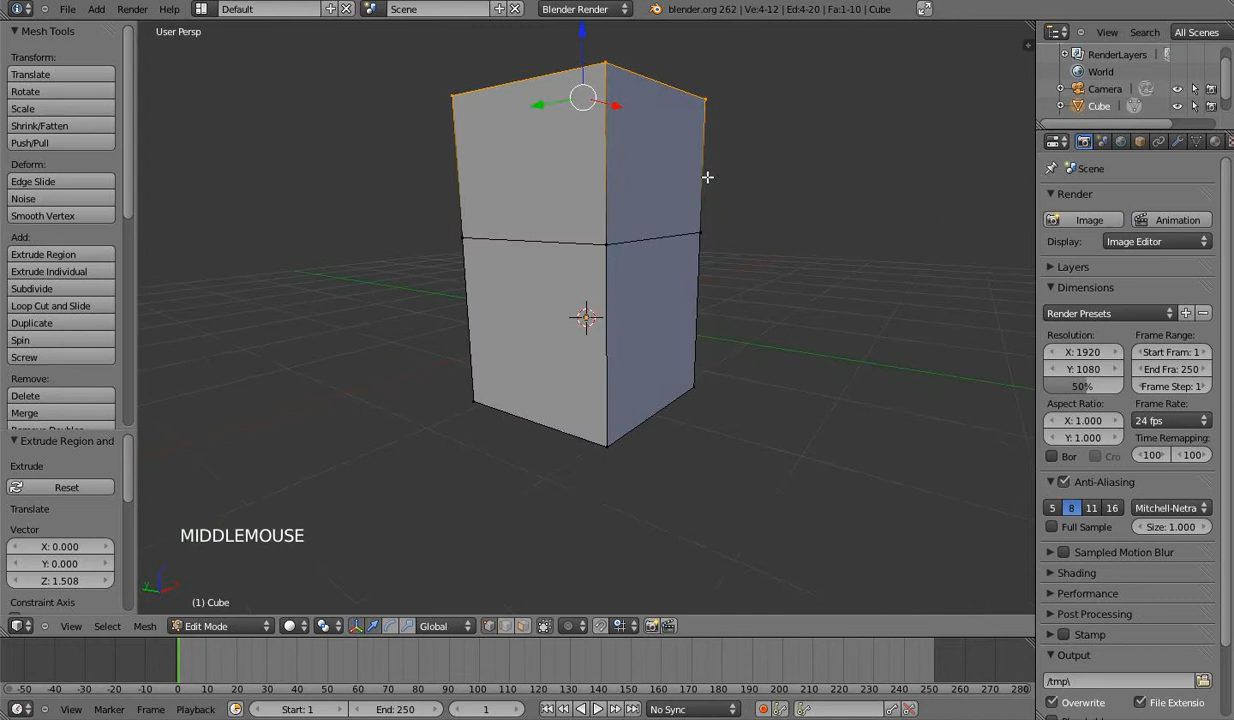 File Add Render Help Default Scene Blender Render blender.org 262 | Ve:4-12 | Ed:4-20 | Fa:1-10 | Cube
Mesh Tools
Transform:
Translate
Rotate
Scale
Shrink/Fatten
Push/Pull
Deform:
Edge Slide
Noise
Smooth Vertex
Add:
Extrude Region
Extrude Individual
Subdivide
Loop Cut and Slide
Duplicate
Spin
Screw
Remove:
Delete
Merge
Extrude Region and
Extrude
Reset
Translate
Vector
X: 0.000
Y: 0.000
Z: 1.508
Constraint Axis
User Persp
MIDDLEMOUSE
(1) Cube
View Select Mesh Edit Mode Global
View Search All Scenes
RenderLayers
World
Camera
Cube
Scene
Render
Image Animation
Display: Image Editor
Layers
Dimensions
Render Presets
Resolution: Frame Range:
X: 1920 Start Fram: 1
Y: 1080 End Fra: 250
50% Frame Step: 1
Aspect Ratio: Frame Rate:
X: 1.000 24 fps
Y: 1.000 Time Remapping:
Bor Cro 100 100
Anti-Aliasing
5 8 11 16 Mitchell-Netra
Full Sample Size: 1.000
Sampled Motion Blur
Shading
Performance
Post Processing
Stamp
Output
/tmp\
Overwrite File Extensio
-50 -40 -30 -20 -10 0 10 20 30 40 50 60 70 80 90 100 110 120 130 140 150 160 170 180 190 200 210 220 230 240 250 260 270 280
View Marker Frame Playback Start: 1 End: 250 1 No Sync